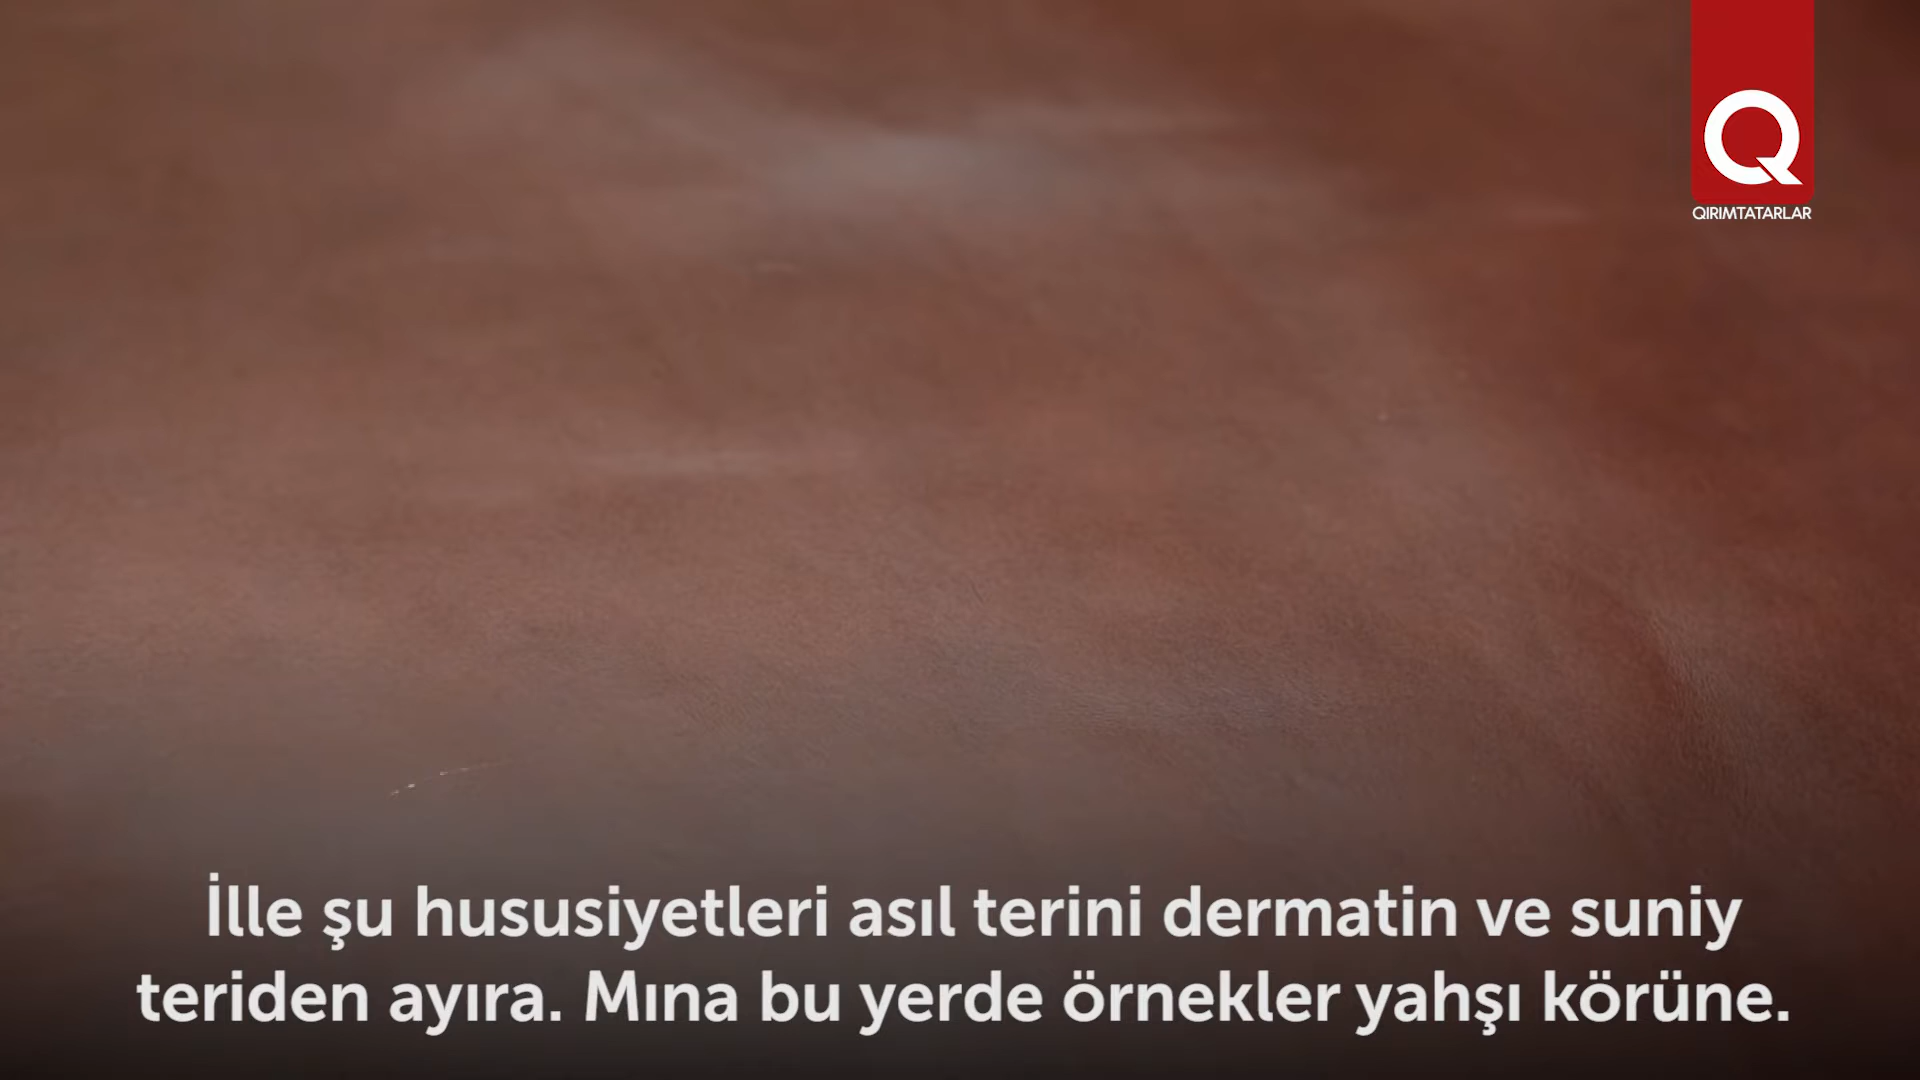 Q
QIRIMTATARLAR
İlle şu hususiyetleri asıl terini dermatin ve suniy
teriden ayıra. Mına bu yerde örnekler yahşı körüne.